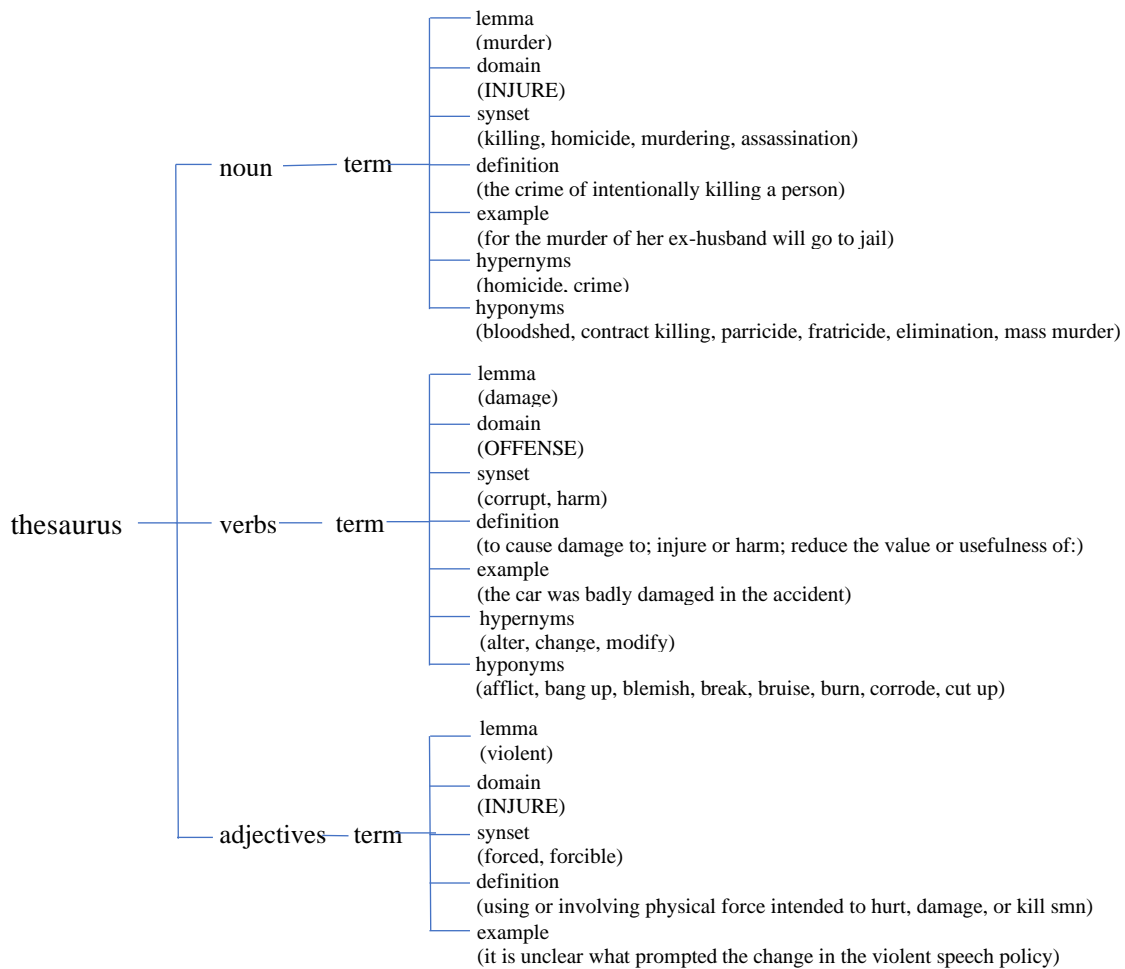 lemma
(murder)
domain
(INJURE)
synset
(killing, homicide, murdering, assassination)
noun
term
definition
(the crime of intentionally killing a person)
example
(for the murder of her ex-husband will go to jail)
hypernyms
(homicide, crime)
hyponyms
(bloodshed, contract killing, parricide, fratricide, elimination, mass murder)
lemma
(damage)
domain
(OFFENSE)
synset
(corrupt, harm)
thesaurus
verbs
term
definition
(to cause damage to; injure or harm; reduce the value or usefulness of:)
example
(the car was badly damaged in the accident)
hypernyms
(alter, change, modify)
hyponyms
(afflict, bang up, blemish, break, bruise, burn, corrode, cut up)
lemma
(violent)
domain
(INJURE)
adjectives
term
synset
(forced, forcible)
definition
(using or involving physical force intended to hurt, damage, or kill smn)
example
(it is unclear what prompted the change in the violent speech policy)